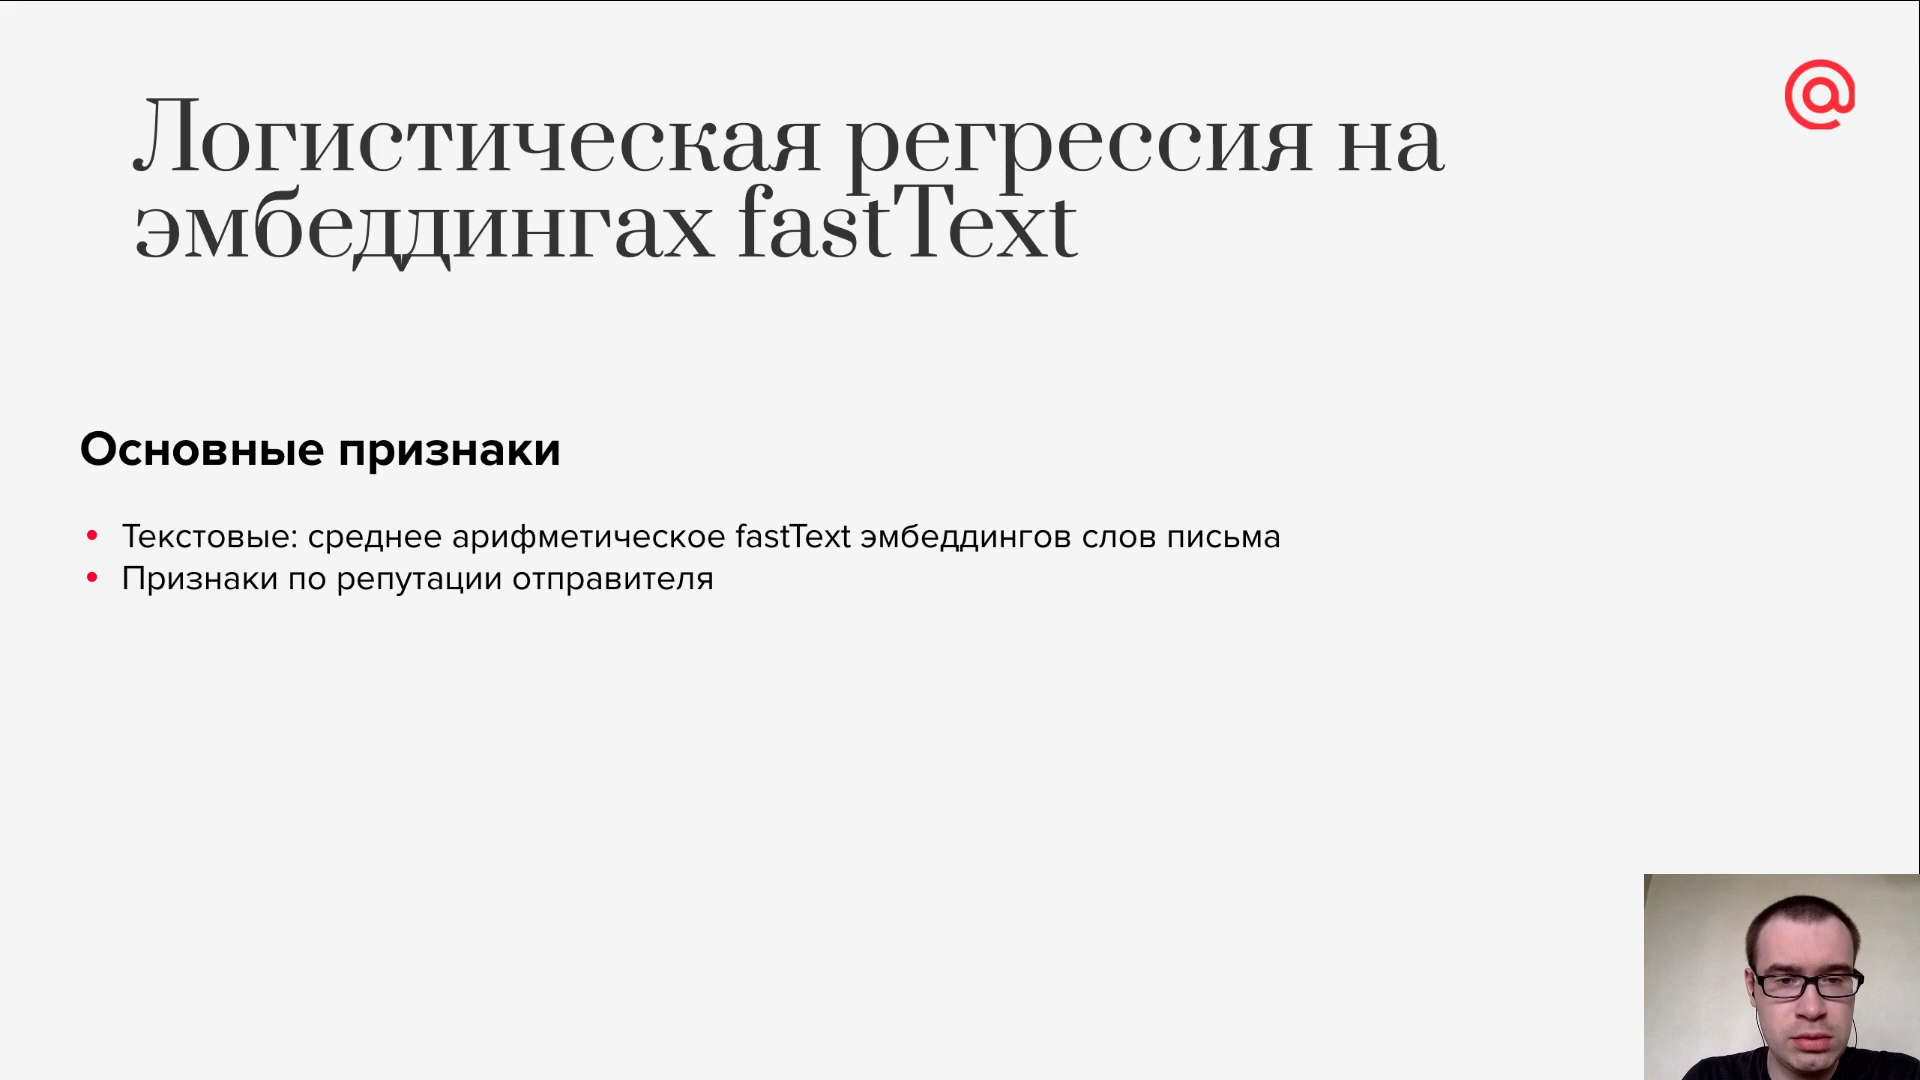 Логистическая регрессия на
эмбеддингах fastText
Основные признаки
• Текстовые: среднее арифметическое fastText эмбеддингов слов письма
• Признаки по репутации отправителя